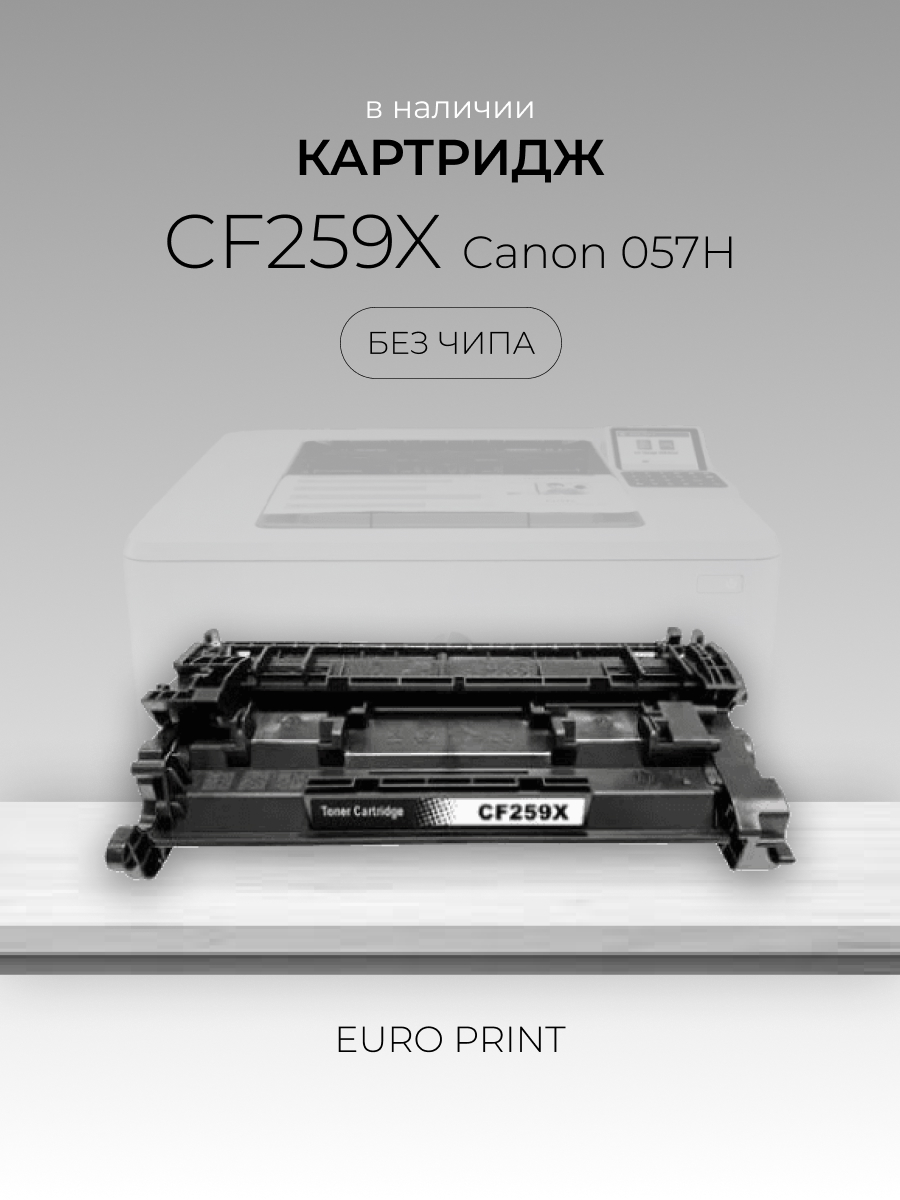 в наличии
КАРТРИДЖ
CF259X Canon 057H
БЕЗ ЧИПА
Toner Cartridge CF259X
EURO PRINT